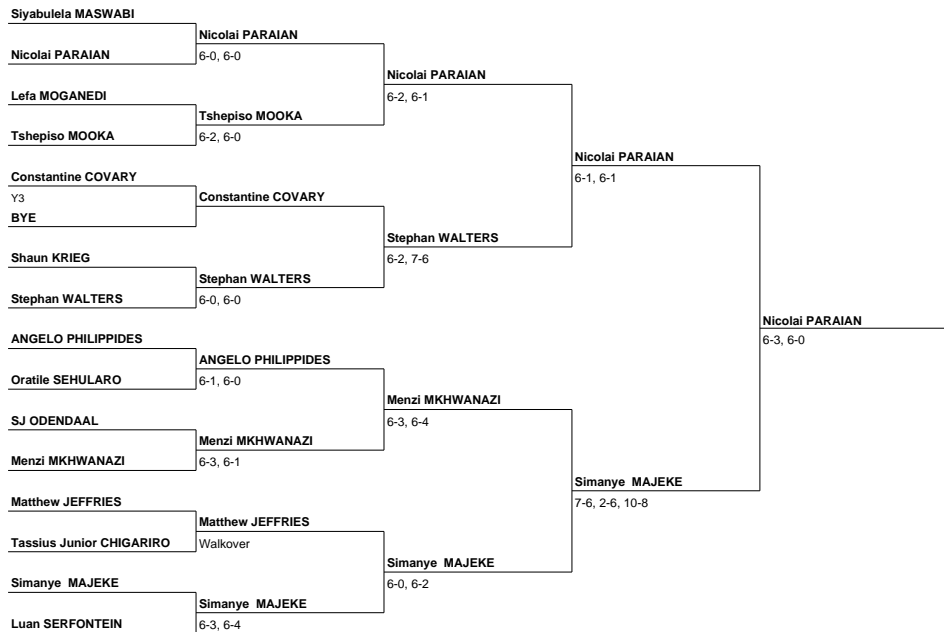 Siyabulela MASWABI
Nicolai PARAIAN
Nicolai PARAIAN
6-0, 6-0
Nicolai PARAIAN
Lefa MOGANEDI
6-2, 6-1
Tshepiso MOOKA
Tshepiso MOOKA
6-2, 6-0
Nicolai PARAIAN
Constantine COVARY
6-1, 6-1
Y3
Constantine COVARY
BYE
Stephan WALTERS
Shaun KRIEG
6-2, 7-6
Stephan WALTERS
Stephan WALTERS
6-0, 6-0
Nicolai PARAIAN
ANGELO PHILIPPIDES
6-3, 6-0
ANGELO PHILIPPIDES
Oratile SEHULARO
6-1, 6-0
Menzi MKHWANAZI
SJ ODENDAAL
6-3, 6-4
Menzi MKHWANAZI
Menzi MKHWANAZI
6-3, 6-1
Simanye  MAJEKE
Matthew JEFFRIES
7-6, 2-6, 10-8
Matthew JEFFRIES
Tassius Junior CHIGARIRO
Walkover
Simanye  MAJEKE
Simanye  MAJEKE
6-0, 6-2
Simanye  MAJEKE
Luan SERFONTEIN
6-3, 6-4